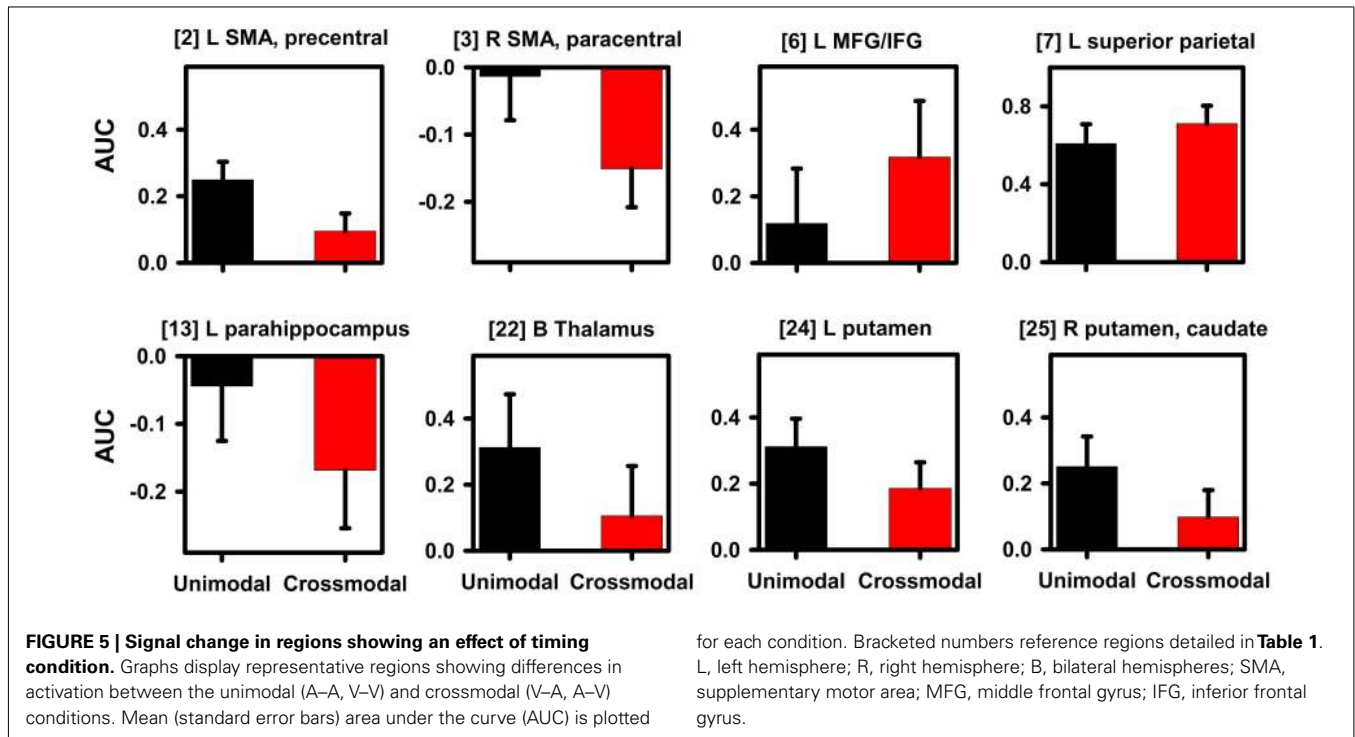 [2] L SMA, precentral
[3] R SMA, paracentral
[6] L MFG/IFG
[7] L superior parietal
AUC
0.4
0.2
0.0
0.0
-0.1
-0.2
0.4
0.2
0.0
0.8
0.4
0.0
[13] L parahippocampus
[22] B Thalamus
[24] L putamen
[25] R putamen, caudate
AUC
0.0
-0.1
-0.2
0.4
0.2
0.0
0.4
0.2
0.0
0.4
0.2
0.0
Unimodal Crossmodal
Unimodal Crossmodal
Unimodal Crossmodal
Unimodal Crossmodal
FIGURE 5 | Signal change in regions showing an effect of timing
condition. Graphs display representative regions showing differences in
activation between the unimodal (A–A, V–V) and crossmodal (V–A, A–V)
conditions. Mean (standard error bars) area under the curve (AUC) is plotted
for each condition. Bracketed numbers reference regions detailed in Table 1.
L, left hemisphere; R, right hemisphere; B, bilateral hemispheres; SMA,
supplementary motor area; MFG, middle frontal gyrus; IFG, inferior frontal
gyrus.